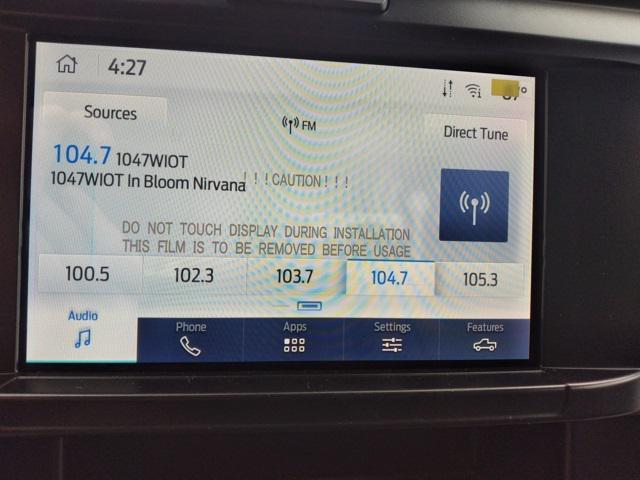 4:27
Sources
FM
Direct Tune
104.7 1047WIOT
1047WIOT In Bloom Nirvana
! ! ! CAUTION ! ! !
DO NOT TOUCH DISPLAY DURING INSTALLATION
THIS FILM IS TO BE REMOVED BEFORE USAGE
100.5 102.3 103.7 104.7 105.3
Audio Phone Apps Settings Features